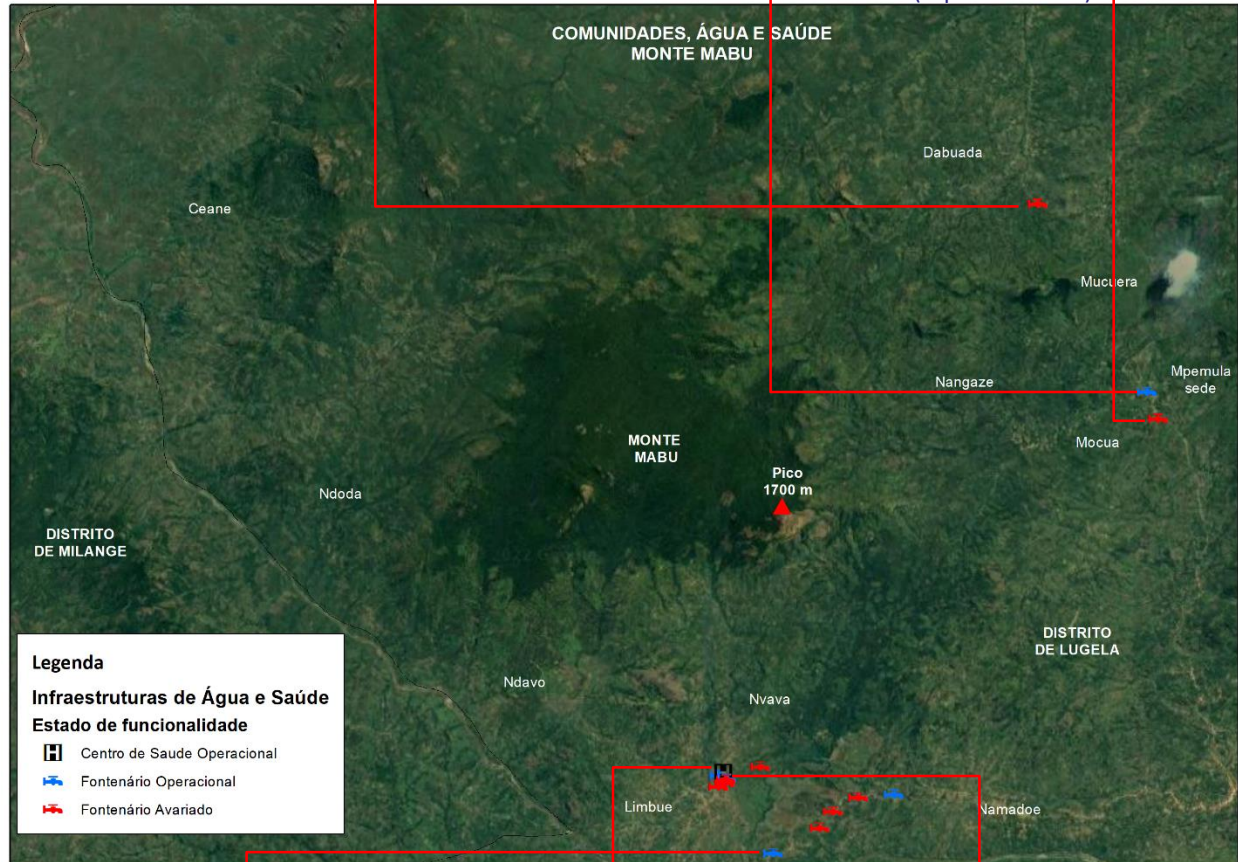 COMUNIDADES, ÁGUA E SAÚDE
MONTE MABU
Dabuada
Ceane
Mucuera
Mpemula
sede
Nangaze
Mocua
MONTE
MABU
Pico
1700 m
Ndoda
DISTRITO
DE MILANGE
DISTRITO
DE LUGELA
Ndavo
Nvava
Limbue
Namadoe
Legenda
Infraestruturas de Água e Saúde
Estado de funcionalidade
H Centro de Saude Operacional
Fontenário Operacional
Fontenário Avariado
H